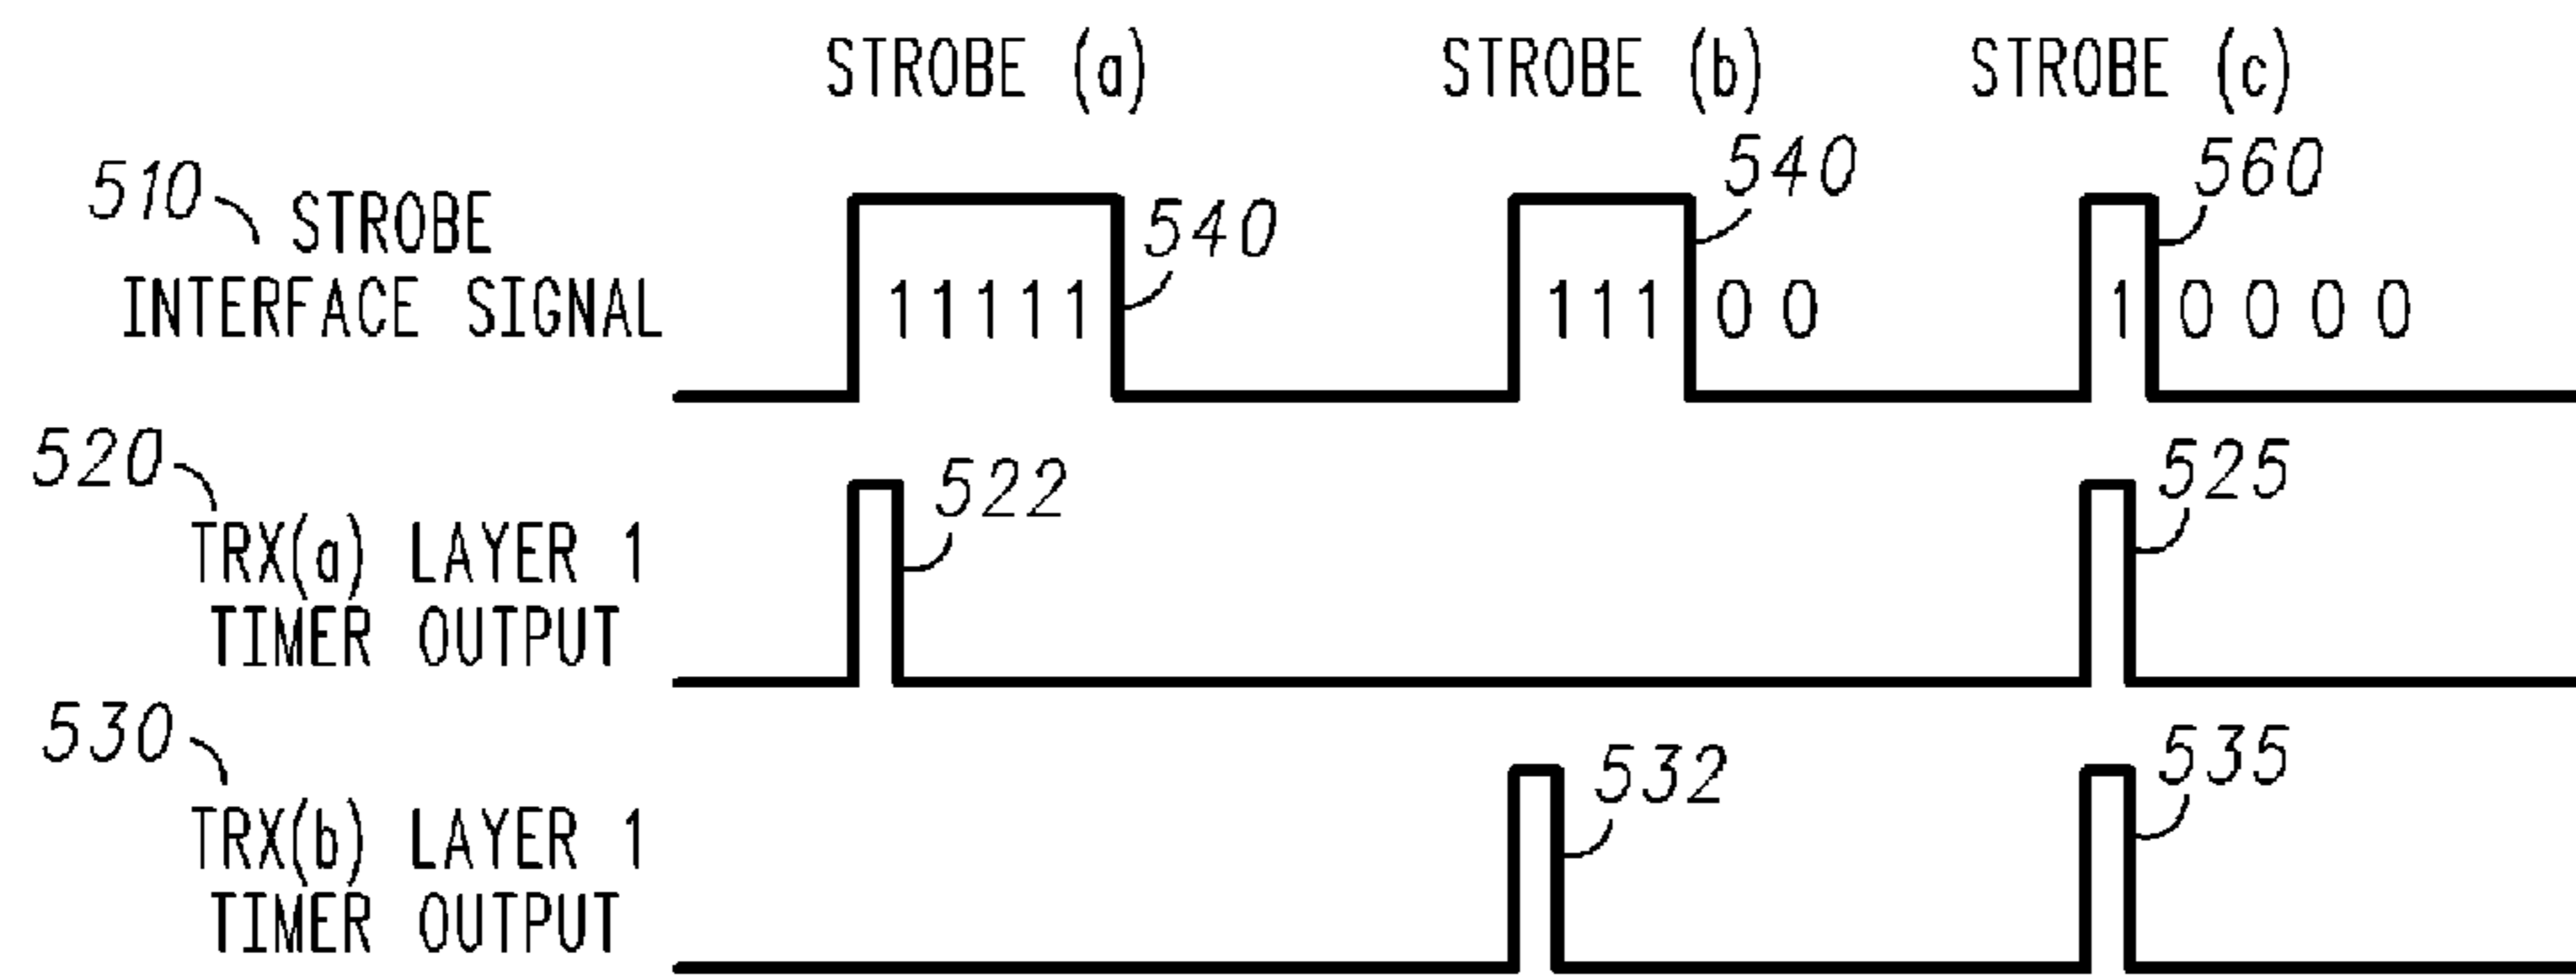 STROBE (a) STROBE (b) STROBE (c)
510 STROBE 540 540 560
INTERFACE SIGNAL 11111 111 0 0 1 0 0 0 0
520 522 525
TRX(a) LAYER 1
TIMER OUTPUT
530 532 535
TRX(b) LAYER 1
TIMER OUTPUT